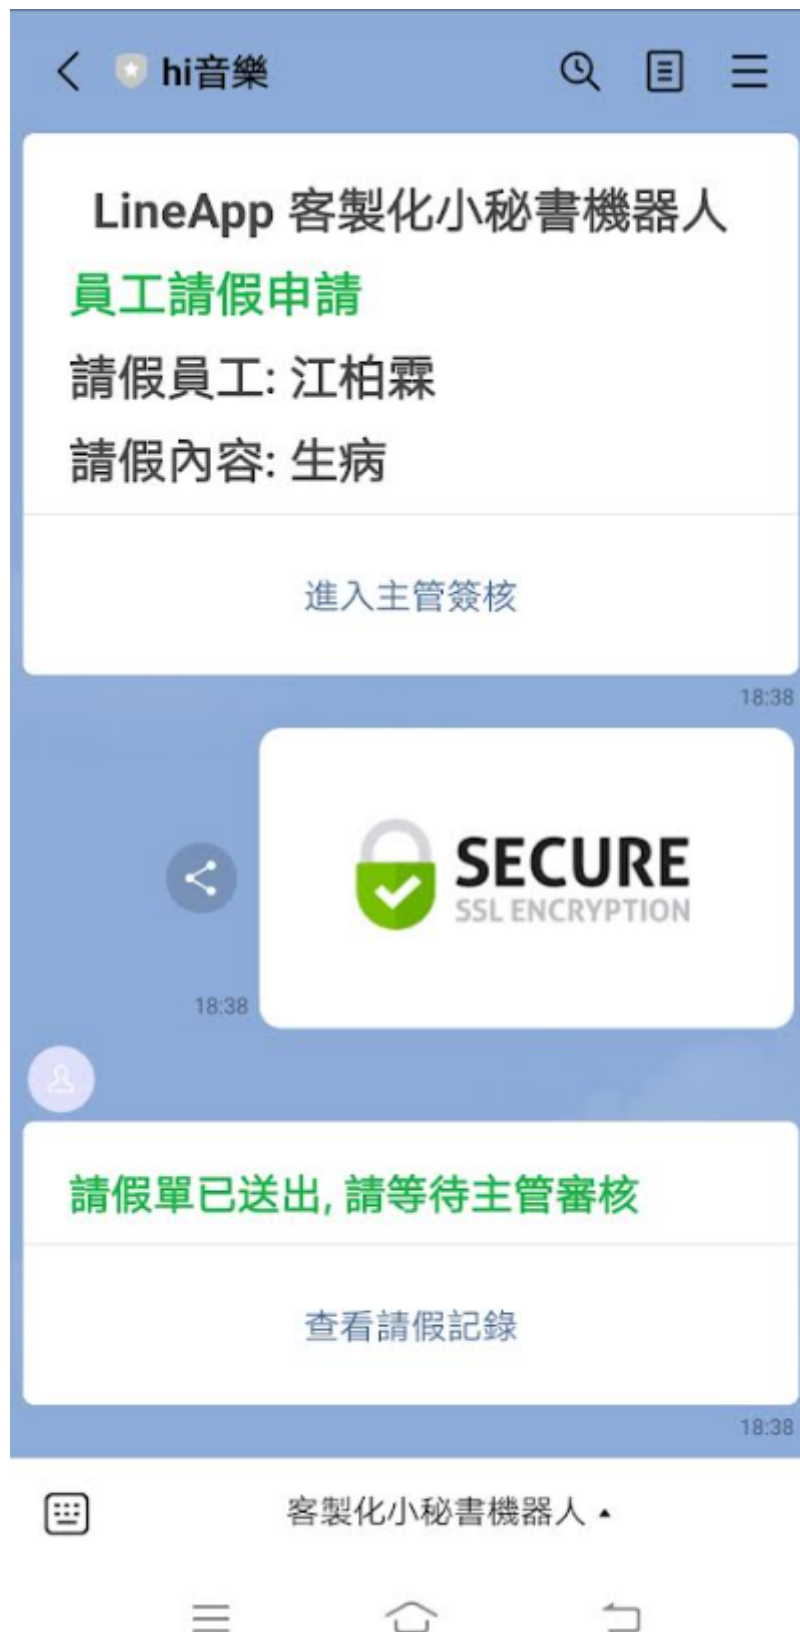 hi音樂
LineApp 客製化小秘書機器人
員工請假申請
請假員工: 江柏霖
請假內容: 生病
進入主管簽核
18:38
SECURE
SSL ENCRYPTION
18:38
請假單已送出, 請等待主管審核
查看請假記錄
18:38
客製化小秘書機器人